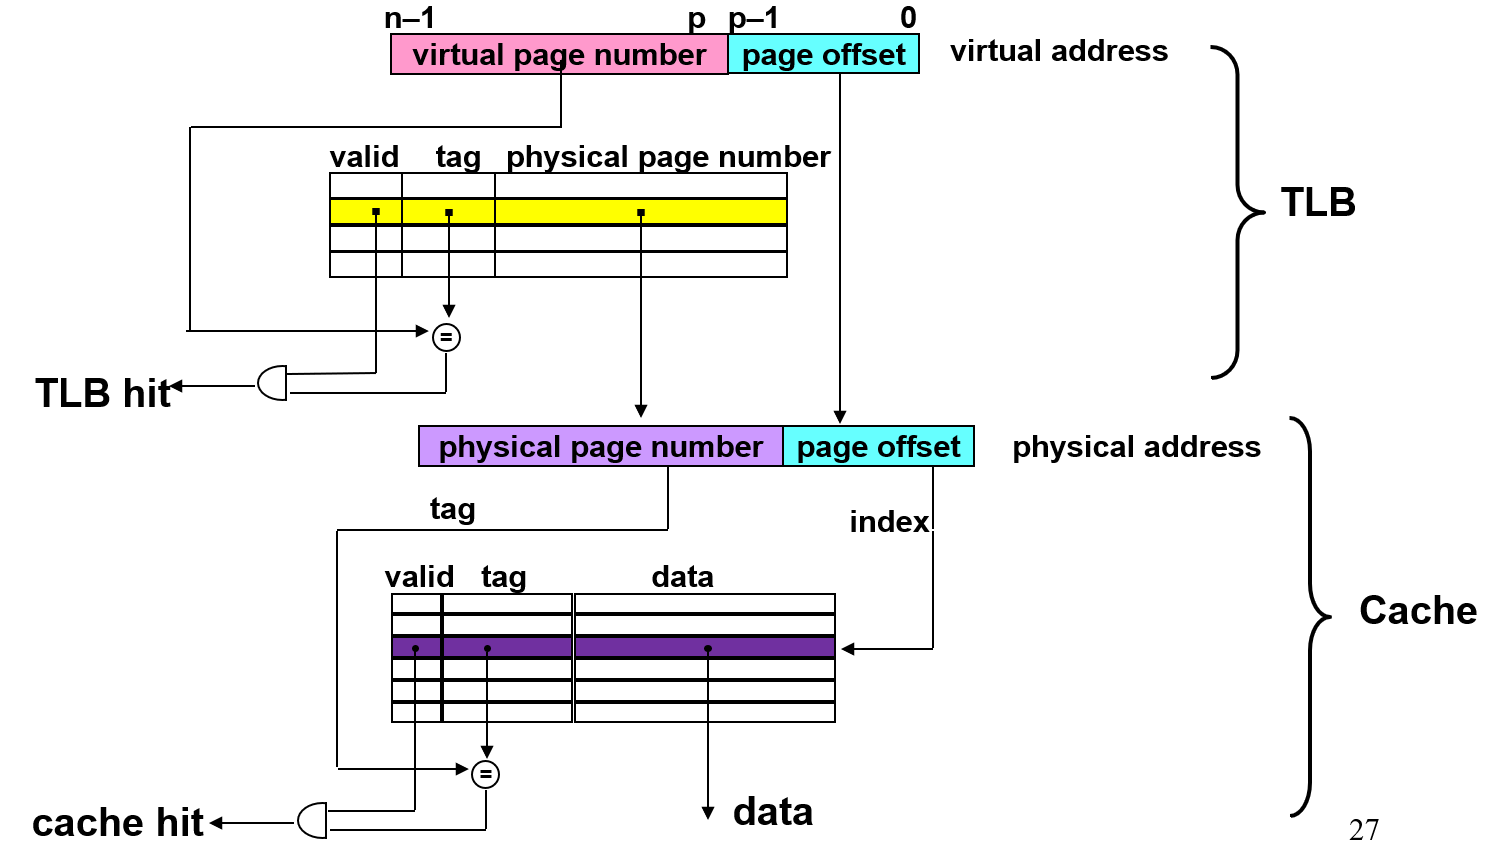 n–1 p p–1 0
virtual page number page offset virtual address
valid tag physical page number
TLB
=
TLB hit
physical page number page offset physical address
tag
index
valid tag data
Cache
=
data
cache hit
27